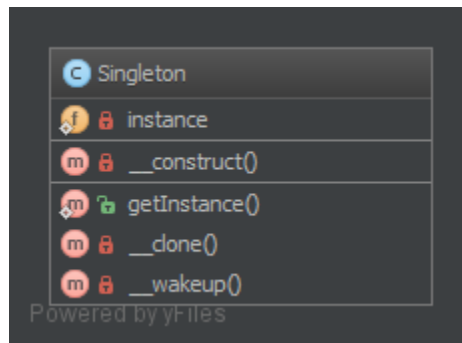 C Singleton
f instance
m __construct()
m getInstance()
m __clone()
m __wakeup()
Powered by yFiles